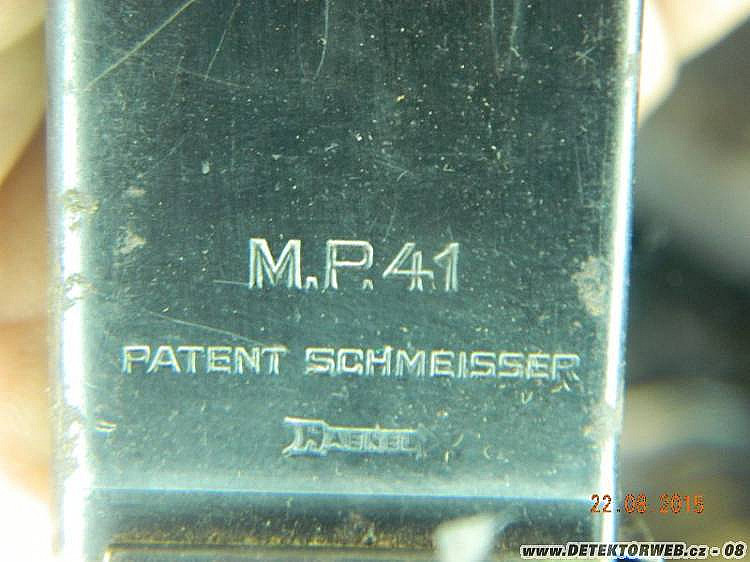 M.P.41
PATENT SCHMEISSER
HAENEL
22.08.2015
www.DETEKTORWEB.cz - 08